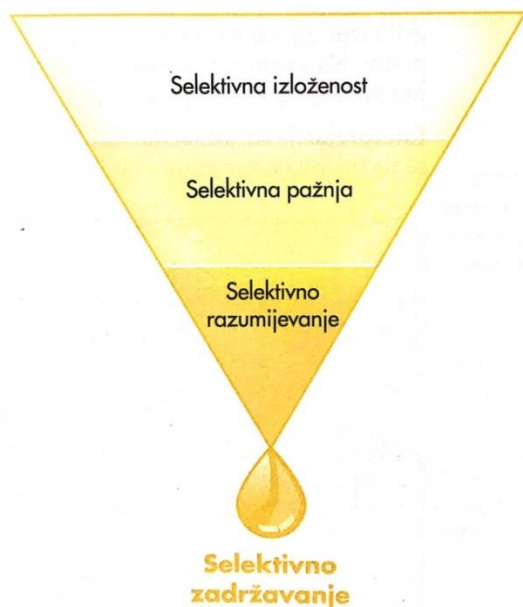 Selektivna izloženost
Selektivna pažnja
Selektivno
razumijevanje
Selektivno
zadržavanje